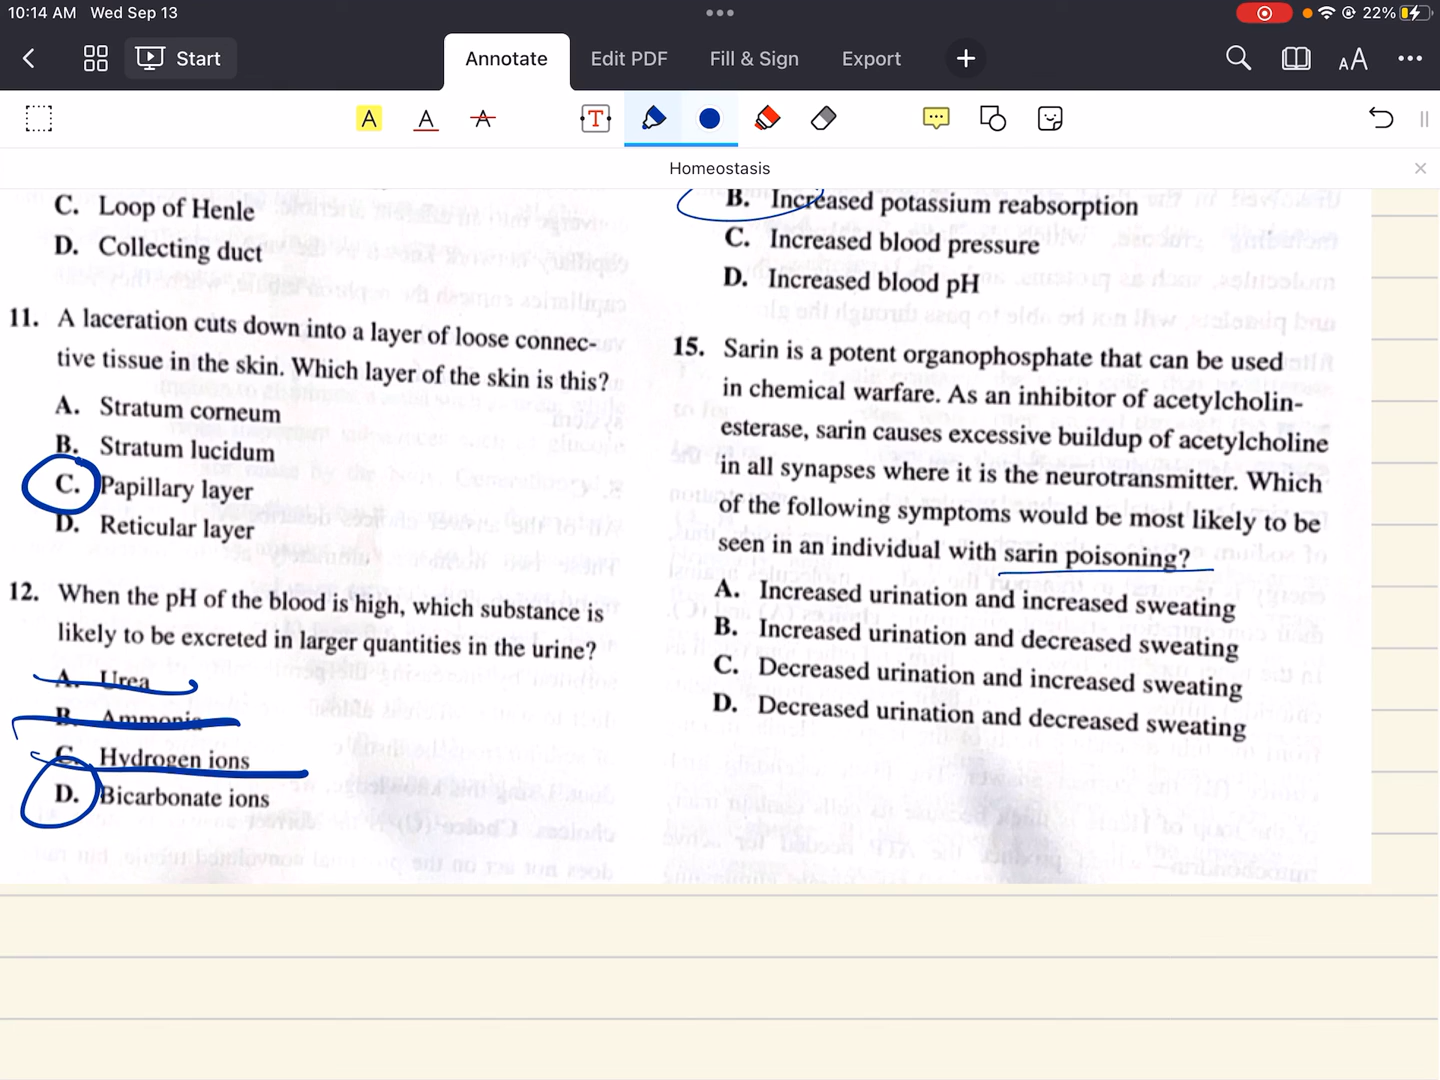 10:14 AM Wed Sep 13
22%
Start
Annotate
Edit PDF
Fill & Sign
Export
Homeostasis
C. Loop of Henle
D. Collecting duct
11. A laceration cuts down into a layer of loose connec-
tive tissue in the skin. Which layer of the skin is this?
A. Stratum corneum
B. Stratum lucidum
C. Papillary layer
D. Reticular layer
12. When the pH of the blood is high, which substance is
likely to be excreted in larger quantities in the urine?
A. Urea
B. Ammonia
C. Hydrogen ions
D. Bicarbonate ions
B. Increased potassium reabsorption
C. Increased blood pressure
D. Increased blood pH
15. Sarin is a potent organophosphate that can be used
in chemical warfare. As an inhibitor of acetylcholin-
esterase, sarin causes excessive buildup of acetylcholine
in all synapses where it is the neurotransmitter. Which
of the following symptoms would be most likely to be
seen in an individual with sarin poisoning?
A. Increased urination and increased sweating
B. Increased urination and decreased sweating
C. Decreased urination and increased sweating
D. Decreased urination and decreased sweating